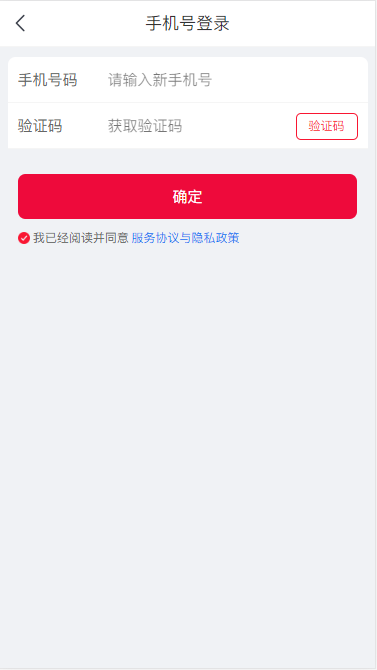 手机号登录
手机号码 请输入新手机号
验证码 获取验证码 验证码
确定
我已经阅读并同意 服务协议与隐私政策